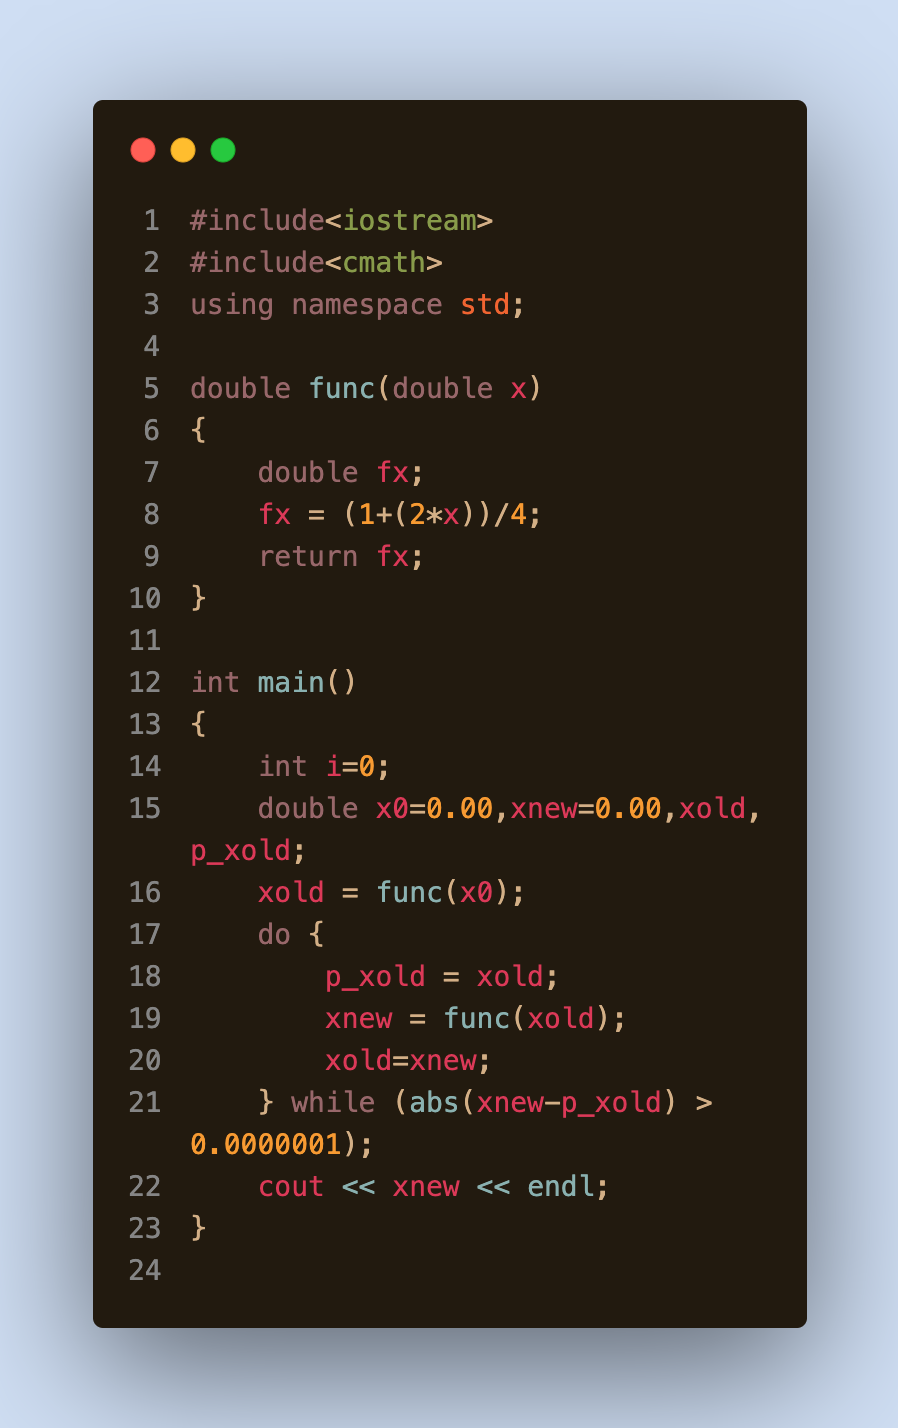 1 #include<iostream>
2 #include<cmath>
3 using namespace std;
4
5 double func(double x)
6 {
7     double fx;
8     fx = (1+(2*x))/4;
9     return fx;
10 }
11
12 int main()
13 {
14     int i=0;
15     double x0=0.00,xnew=0.00,xold,
p_xold;
16     xold = func(x0);
17     do {
18         p_xold = xold;
19         xnew = func(xold);
20         xold=xnew;
21     } while (abs(xnew-p_xold) >
0.0000001);
22     cout << xnew << endl;
23 }
24